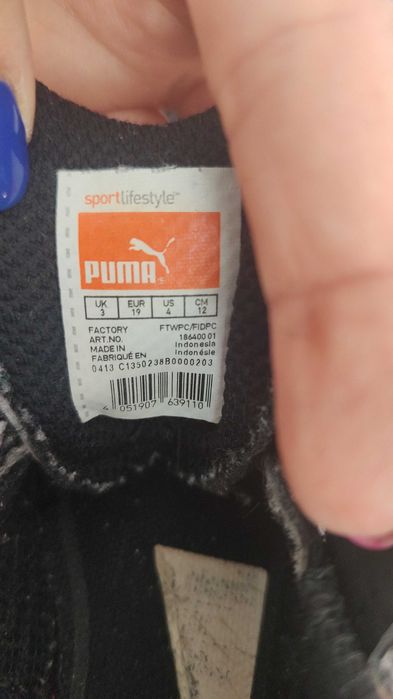 sportlifestyle™
PUMA
UK EUR US CM
3 19 4 12
FACTORY FTWPC/FIDPC
ART.NO. 186400 01
MADE IN Indonesia
FABRIQUÉ EN Indonésie
0413 C1350238B0000203
4 051907 639110